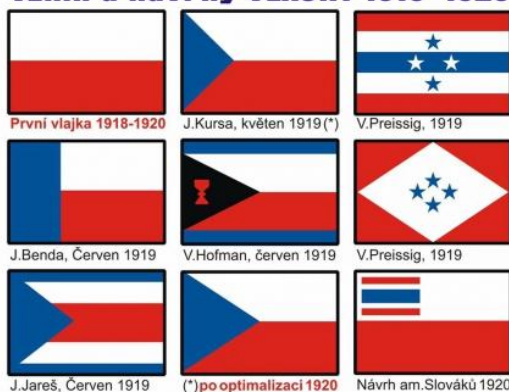 První vlajka 1918-1920
J.Kursa, květen 1919(*)
V.Preissig, 1919
J.Benda, Červen 1919
V.Hofman, červen 1919
V.Preissig, 1919
J.Jareš, Červen 1919
(*)po optimalizaci 1920
Návrh am.Slováků 1920